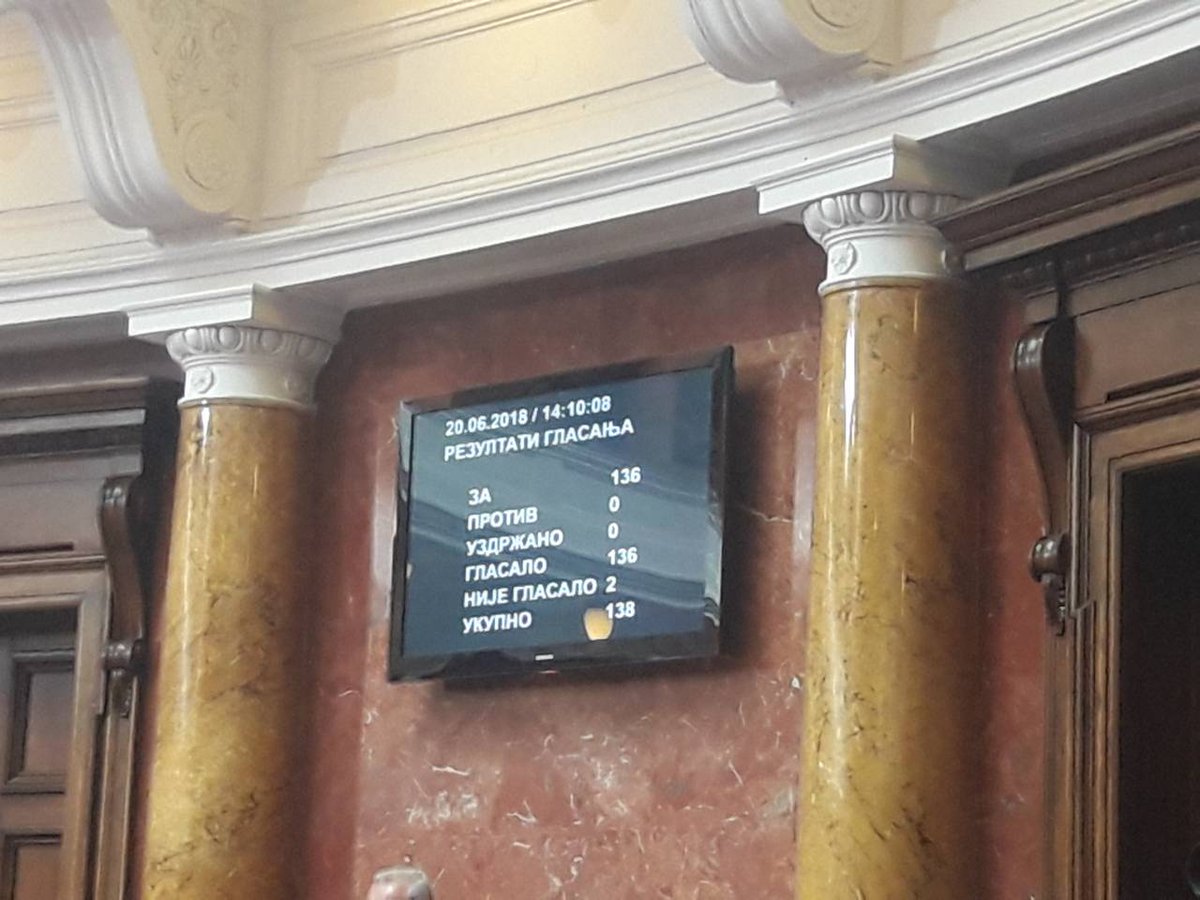 20.06.2018 / 14:10:08
РЕЗУЛТАТИ ГЛАСАЊА
ЗА 136
ПРОТИВ 0
УЗДРЖАНО 0
ГЛАСАЛО 136
НИЈЕ ГЛАСАЛО 2
УКУПНО 138